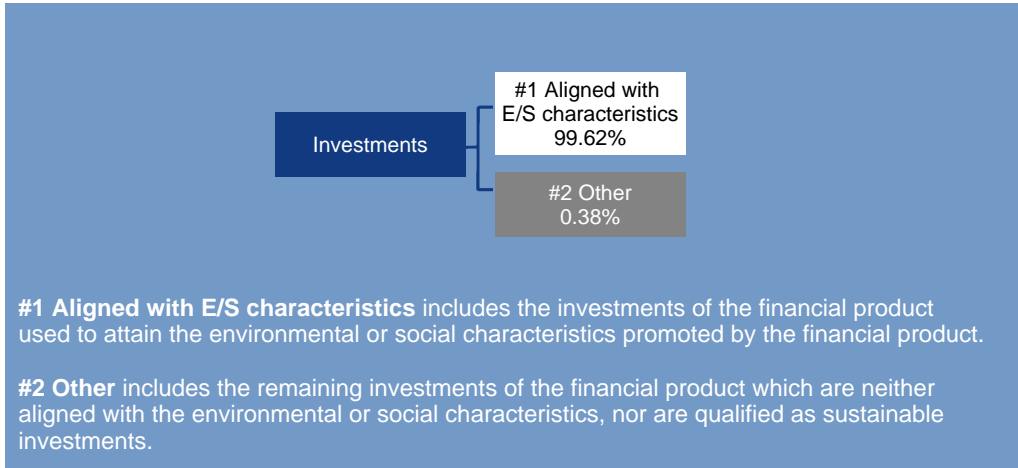 #1 Aligned with
E/S characteristics
99.62%
Investments
#2 Other
0.38%
#1 Aligned with E/S characteristics includes the investments of the financial product
used to attain the environmental or social characteristics promoted by the financial product.
#2 Other includes the remaining investments of the financial product which are neither
aligned with the environmental or social characteristics, nor are qualified as sustainable
investments.